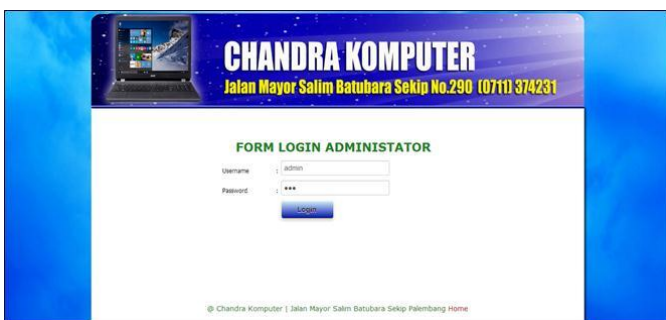 CHANDRA KOMPUTER
Jalan Mayor Salim Batubara Sekip No.290 (0711) 374231
FORM LOGIN ADMINISTATOR
Username : admin
Password : •••
Login
@ Chandra Komputer | Jalan Mayor Salim Batubara Sekip Palembang Home